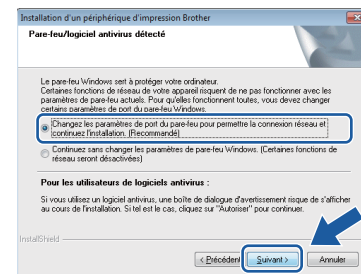 Installation d'un périphérique d'impression Brother
Pare-feu/logiciel antivirus détecté
Le pare-feu Windows sert à protéger votre ordinateur.
Certaines fonctions de réseau de votre appareil risquent de ne pas fonctionner avec les
paramètres de pare-feu actuels. Pour qu'elles fonctionnent toutes, vous devez changer
certains paramètres de port du pare-feu Windows.
Changez les paramètres de port du pare-feu pour permettre la connexion réseau et
continuez l'installation. (Recommandé)
Continuez sans changer les paramètres de pare-feu Windows. (Certaines fonctions de
réseau seront désactivées)
Pour les utilisateurs de logiciels antivirus :
Si vous utilisez un logiciel antivirus, une boîte de dialogue d'avertissement risque de s'afficher
au cours de l'installation. Si tel est le cas, cliquez sur "Autoriser" pour continuer.
InstallShield
< Précédent
Suivant >
Annuler